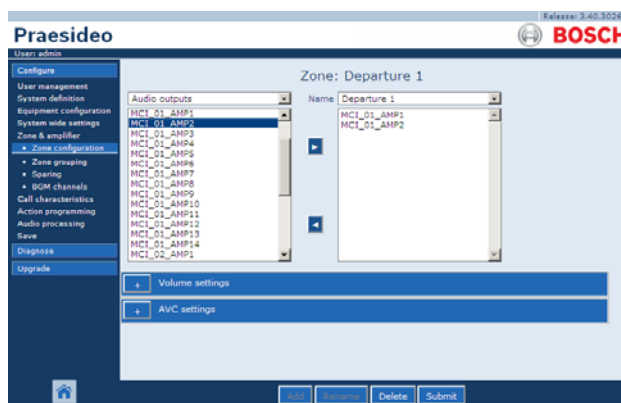 Release: 3.40.3026
Praesideo
BOSCH
User: admin
Configure
User management
System definition
Equipment configuration
System wide settings
Zone & amplifier
• Zone configuration
• Zone grouping
• Sparing
• BGM channels
Call characteristics
Action programming
Audio processing
Save
Diagnose
Upgrade
Zone: Departure 1
Audio outputs
MCI_01_AMP1
MCI_01_AMP2
MCI_01_AMP3
MCI_01_AMP4
MCI_01_AMP5
MCI_01_AMP6
MCI_01_AMP7
MCI_01_AMP8
MCI_01_AMP9
MCI_01_AMP10
MCI_01_AMP11
MCI_01_AMP12
MCI_01_AMP13
MCI_01_AMP14
MCI_02_AMP1
Name Departure 1
MCI_01_AMP1
MCI_01_AMP2
+ Volume settings
+ AVC settings
Add Rename Delete Submit